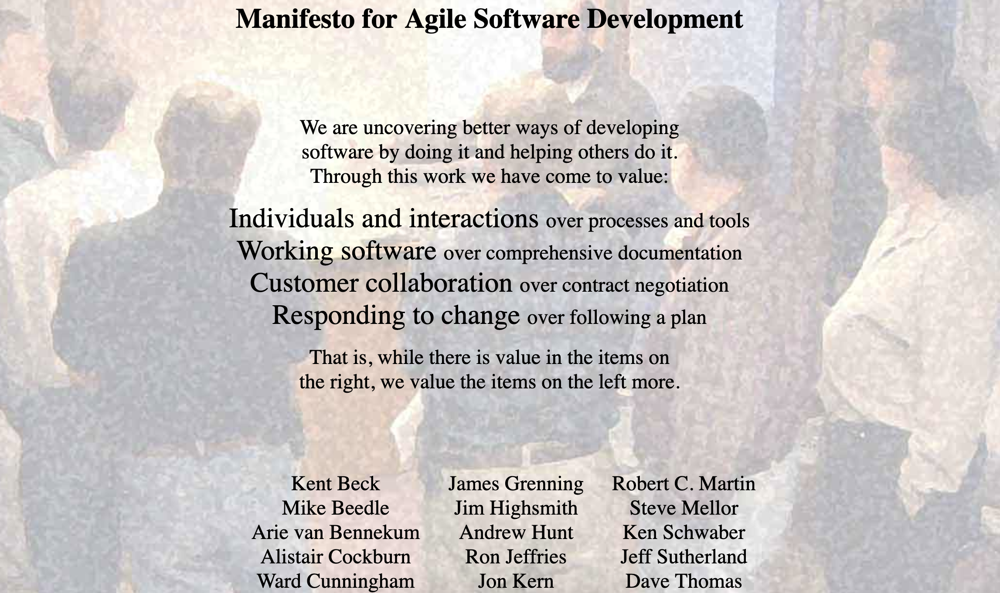 Manifesto for Agile Software Development
We are uncovering better ways of developing
software by doing it and helping others do it.
Through this work we have come to value:
Individuals and interactions over processes and tools
Working software over comprehensive documentation
Customer collaboration over contract negotiation
Responding to change over following a plan
That is, while there is value in the items on
the right, we value the items on the left more.
Kent Beck
Mike Beedle
Arie van Bennekum
Alistair Cockburn
Ward Cunningham
James Grenning
Jim Highsmith
Andrew Hunt
Ron Jeffries
Jon Kern
Robert C. Martin
Steve Mellor
Ken Schwaber
Jeff Sutherland
Dave Thomas